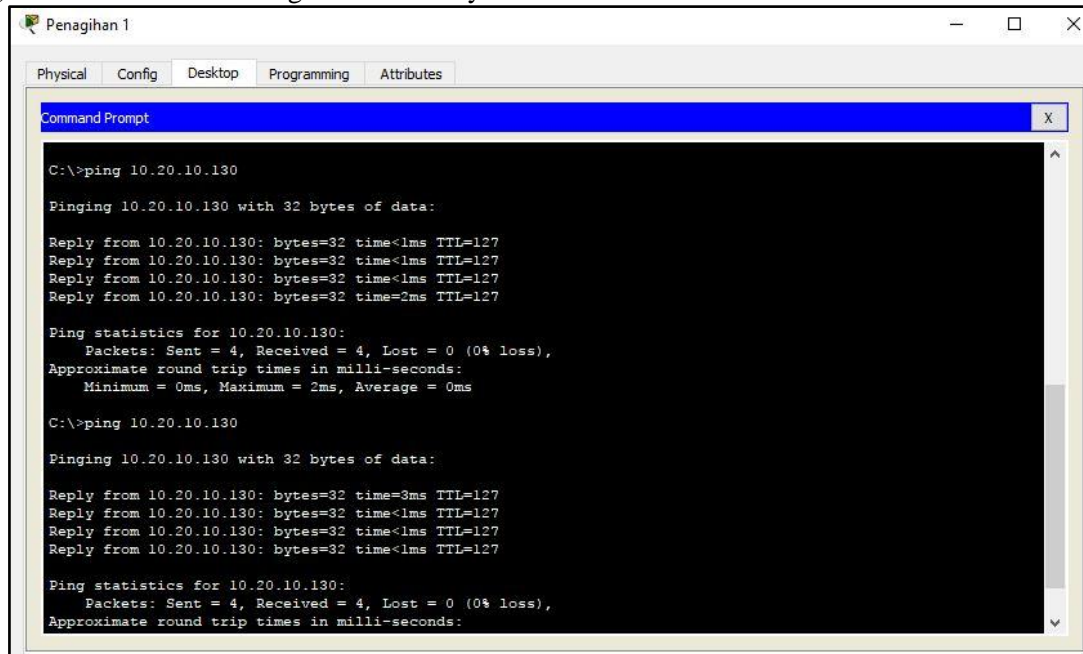 Penagihan 1
Physical Config Desktop Programming Attributes
Command Prompt
X
C:\>ping 10.20.10.130
Pinging 10.20.10.130 with 32 bytes of data:
Reply from 10.20.10.130: bytes=32 time<1ms TTL=127
Reply from 10.20.10.130: bytes=32 time<1ms TTL=127
Reply from 10.20.10.130: bytes=32 time<1ms TTL=127
Reply from 10.20.10.130: bytes=32 time=2ms TTL=127
Ping statistics for 10.20.10.130:
Packets: Sent = 4, Received = 4, Lost = 0 (0% loss),
Approximate round trip times in milli-seconds:
Minimum = 0ms, Maximum = 2ms, Average = 0ms
C:\>ping 10.20.10.130
Pinging 10.20.10.130 with 32 bytes of data:
Reply from 10.20.10.130: bytes=32 time=3ms TTL=127
Reply from 10.20.10.130: bytes=32 time<1ms TTL=127
Reply from 10.20.10.130: bytes=32 time<1ms TTL=127
Reply from 10.20.10.130: bytes=32 time<1ms TTL=127
Ping statistics for 10.20.10.130:
Packets: Sent = 4, Received = 4, Lost = 0 (0% loss),
Approximate round trip times in milli-seconds: